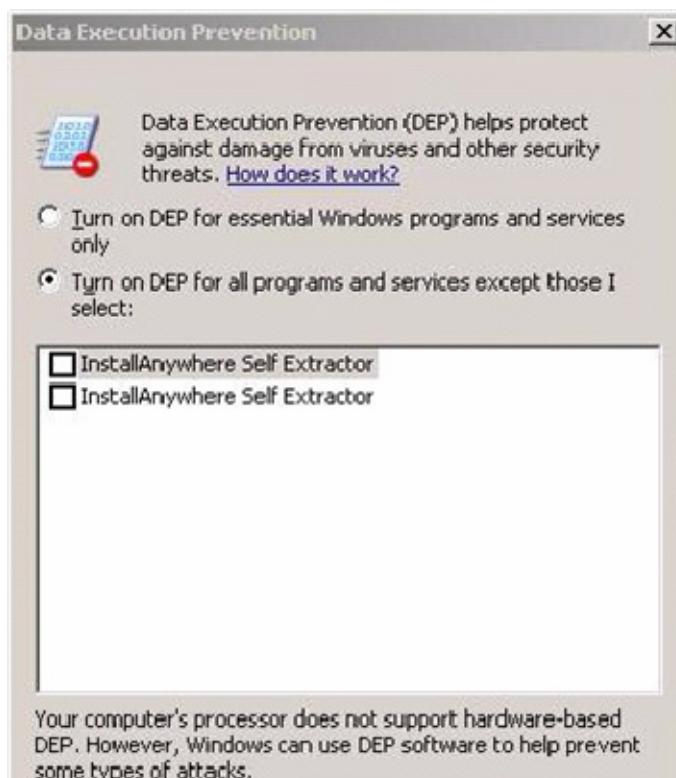 Data Execution Prevention
Data Execution Prevention (DEP) helps protect
against damage from viruses and other security
threats. How does it work?
Turn on DEP for essential Windows programs and services
only
Turn on DEP for all programs and services except those I
select:
InstallAnywhere Self Extractor
InstallAnywhere Self Extractor
Your computer's processor does not support hardware-based
DEP. However, Windows can use DEP software to help prevent
some types of attacks.